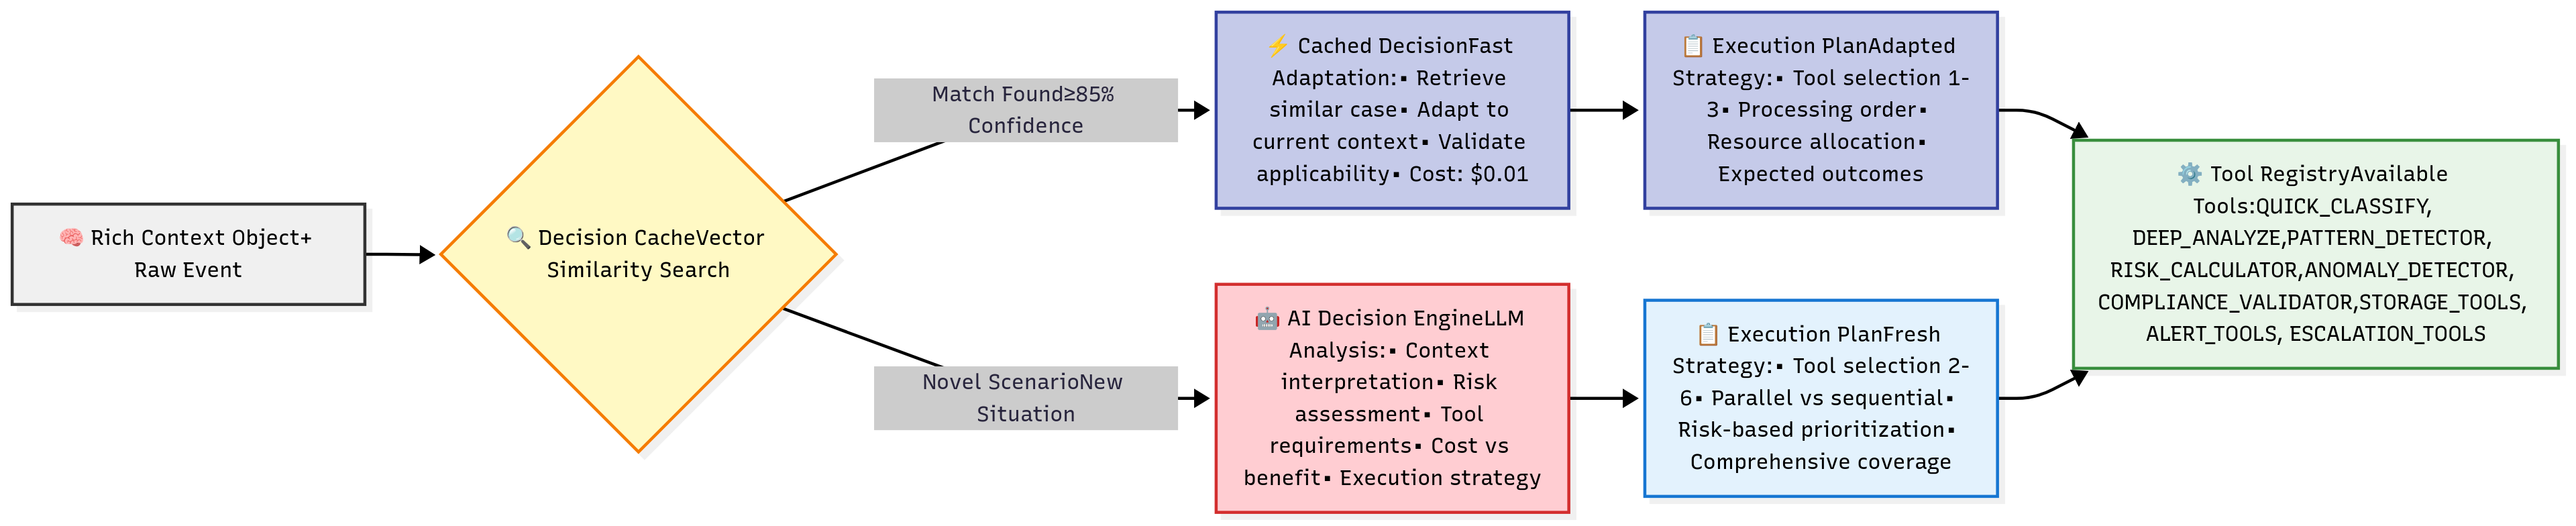 🧠 Rich Context Object+
Raw Event
🔍 Decision CacheVector
Similarity Search
Match Found≥85%
Confidence
⚡ Cached DecisionFast
Adaptation:▪ Retrieve
similar case▪ Adapt to
current context▪ Validate
applicability▪ Cost: $0.01
📋 Execution PlanAdapted
Strategy:▪ Tool selection 1-
3▪ Processing order▪
Resource allocation▪
Expected outcomes
Novel ScenarioNew
Situation
🤖 AI Decision EngineLLM
Analysis:▪ Context
interpretation▪ Risk
assessment▪ Tool
requirements▪ Cost vs
benefit▪ Execution strategy
📋 Execution PlanFresh
Strategy:▪ Tool selection 2-
6▪ Parallel vs sequential▪
Risk-based prioritization▪
Comprehensive coverage
⚙️ Tool RegistryAvailable
Tools:QUICK_CLASSIFY,
DEEP_ANALYZE,PATTERN_DETECTOR,
RISK_CALCULATOR,ANOMALY_DETECTOR,
COMPLIANCE_VALIDATOR,STORAGE_TOOLS,
ALERT_TOOLS, ESCALATION_TOOLS